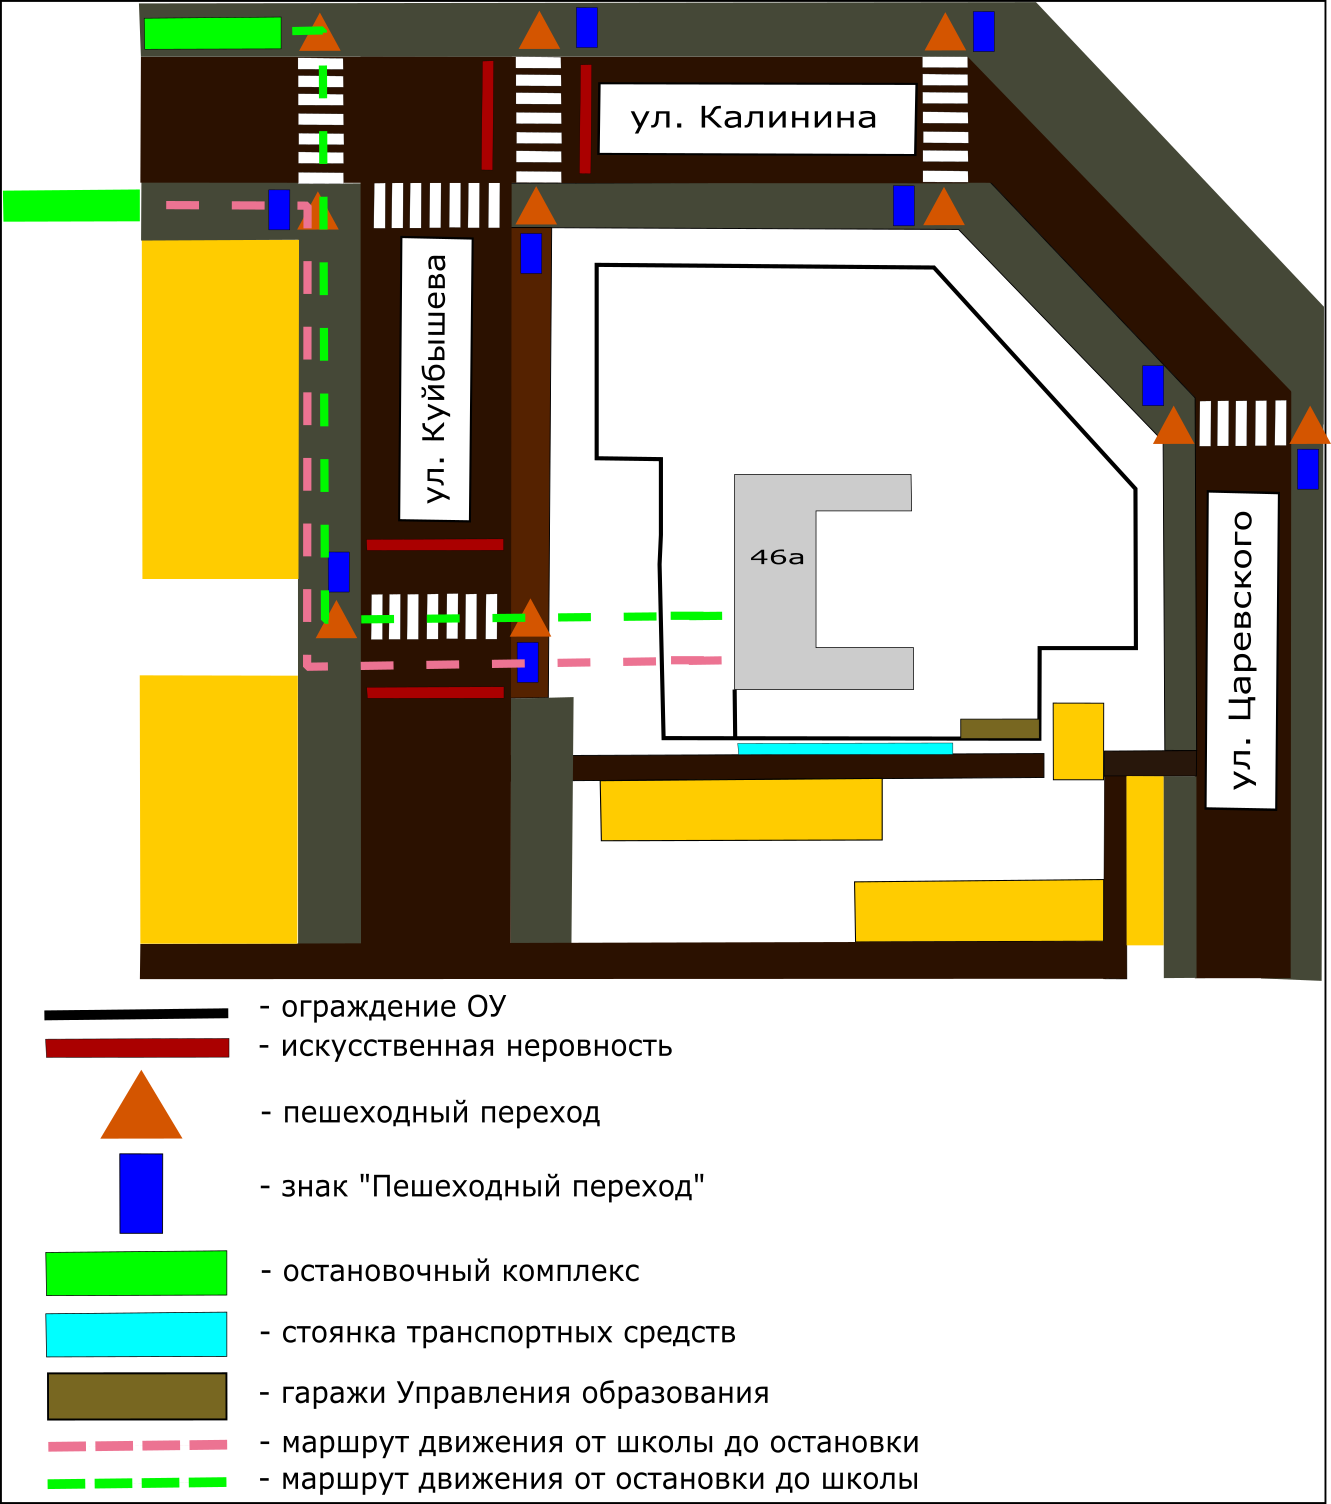 ул. Калинина
ул. Куйбышева
46а
ул. Царевского
- ограждение ОУ
- искусственная неровность
- пешеходный переход
- знак "Пешеходный переход"
- остановочный комплекс
- стоянка транспортных средств
- гаражи Управления образования
- маршрут движения от школы до остановки
- маршрут движения от остановки до школы